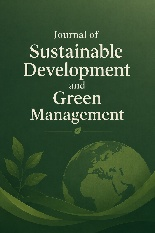 Journal of
Sustainable
Development
and
Green
Management